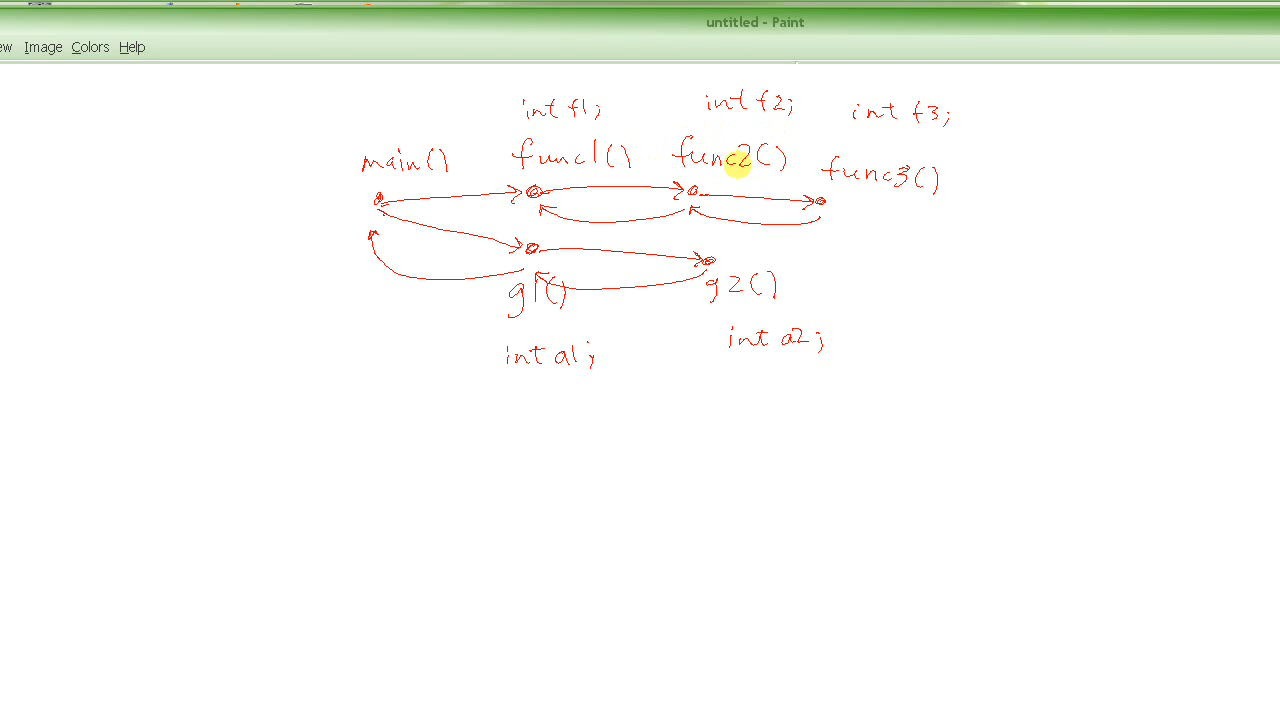 untitled - Paint
ew Image Colors Help
int f1; int f2; int f3;
main() func1() func2() func3()
g1() g2()
int a1; int a2;